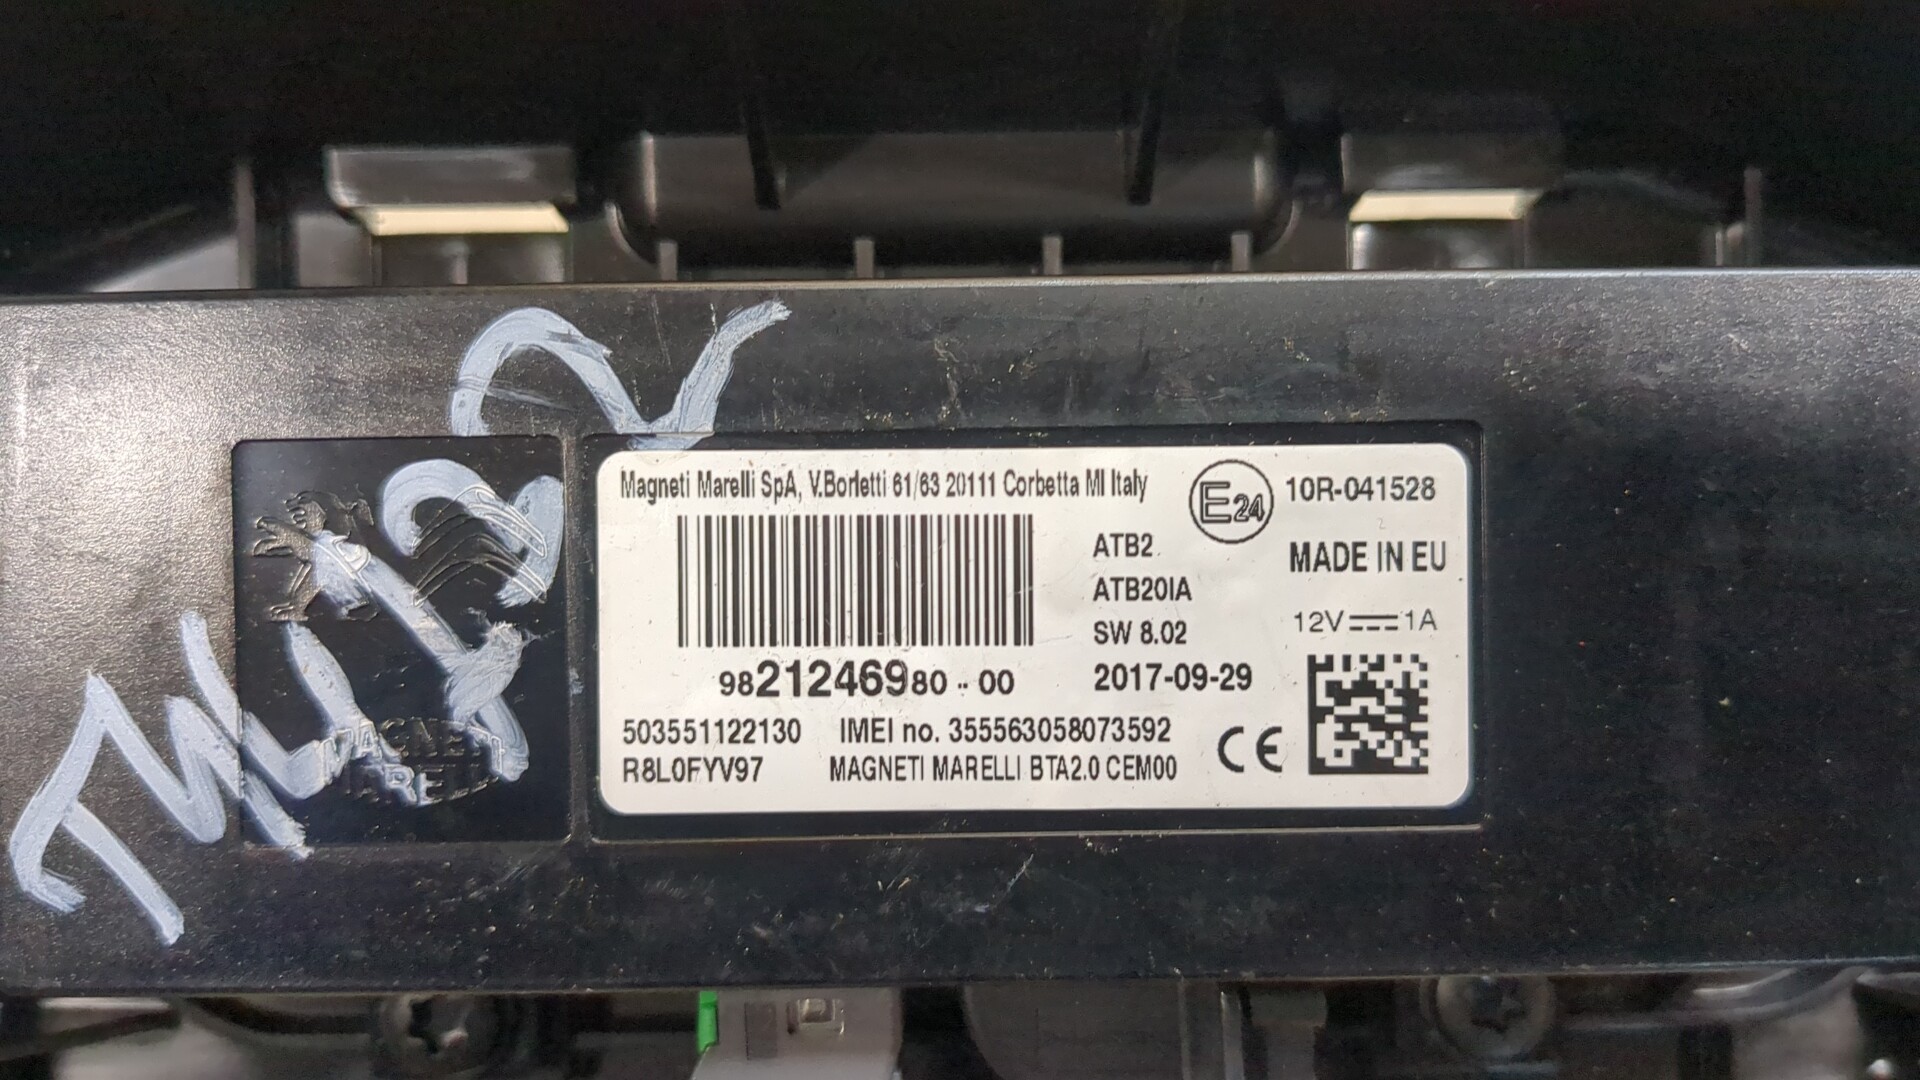 Magneti Marelli SpA, V.Borletti 61/63 20111 Corbetta MI Italy
E24
10R-041528
ATB2
ATB20IA
SW 8.02
2017-09-29
MADE IN EU
12V 1A
9821246980-00
503551122130 IMEI no. 355563058073592
R8L0FYV97 MAGNETI MARELLI BTA2.0 CEM00
CE
MAGNETI
MARELLI